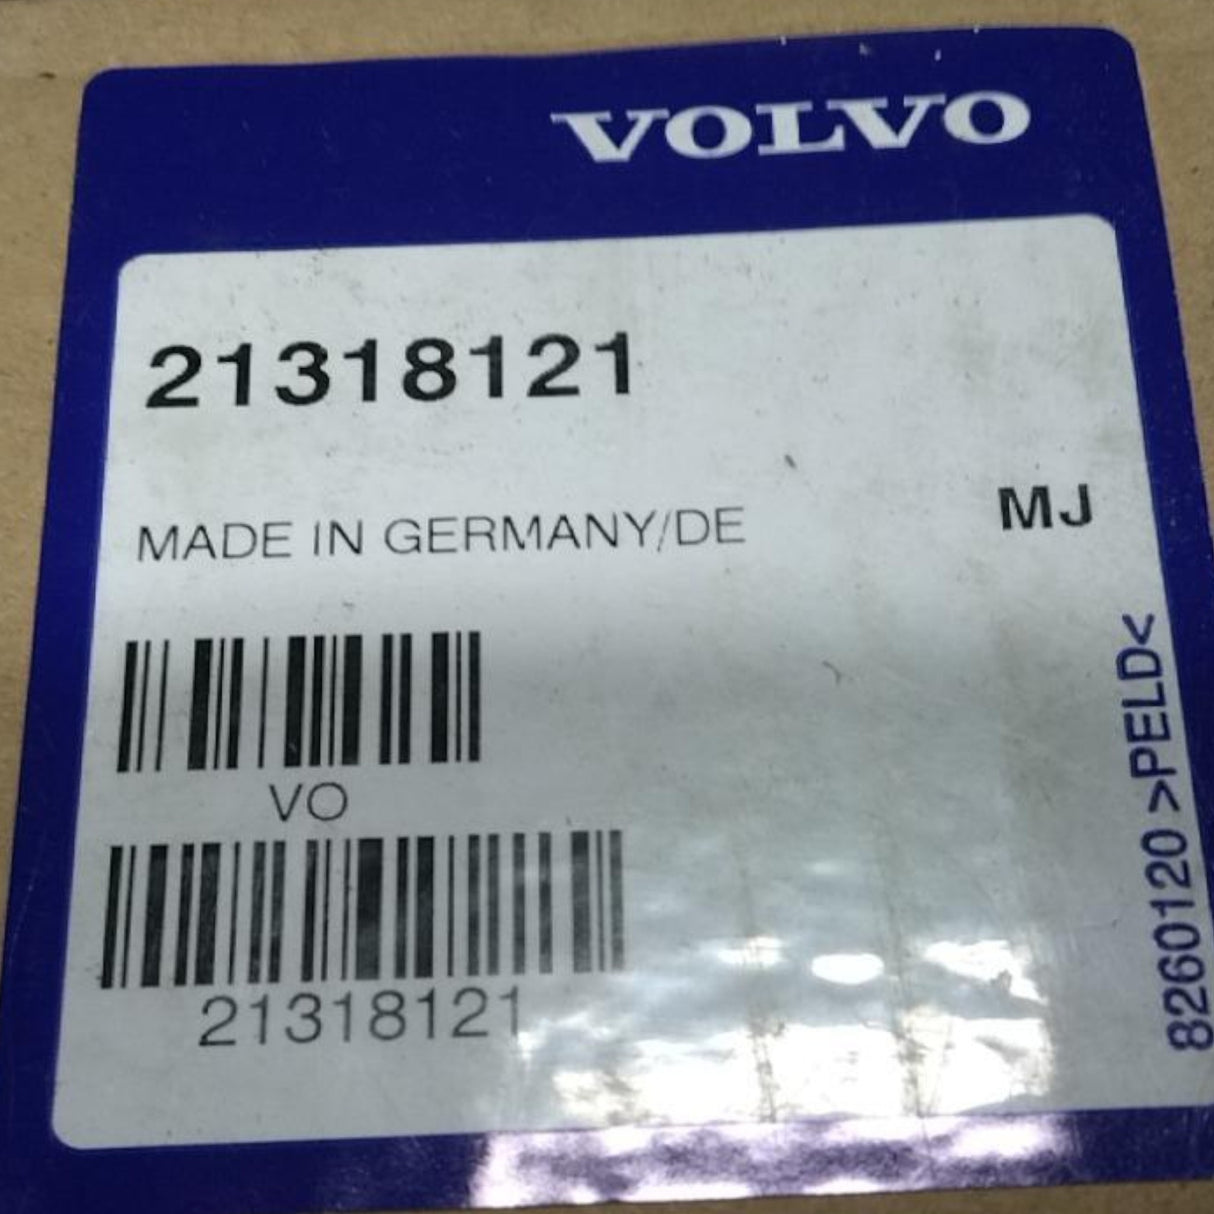 VOLVO
21318121
MADE IN GERMANY/DE
MJ
VO
21318121
8260120 >PELD<